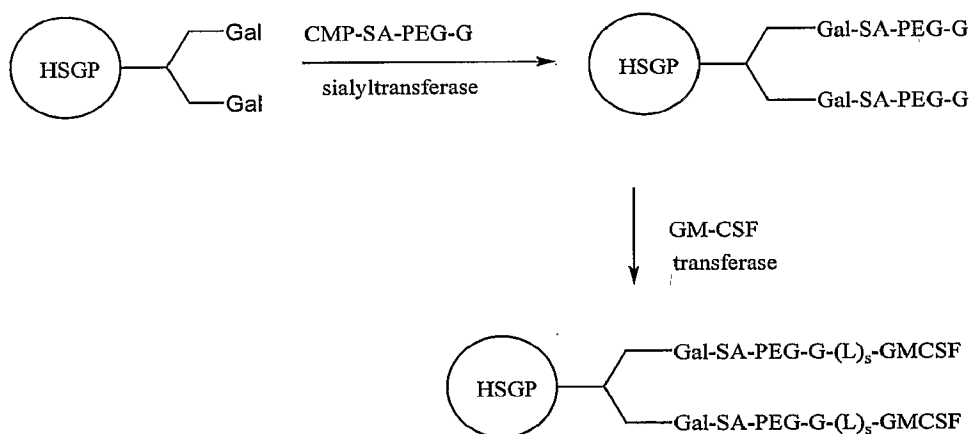 Gal
CMP-SA-PEG-G
Gal-SA-PEG-G
HSGP
HSGP
sialyltransferase
Gal
Gal-SA-PEG-G
GM-CSF
transferase
Gal-SA-PEG-G-(L)s-GMCSF
HSGP
Gal-SA-PEG-G-(L)s-GMCSF